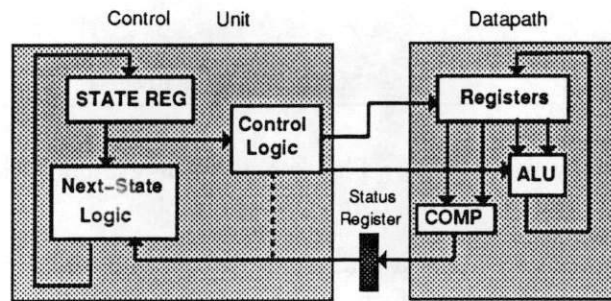 Control Unit
Datapath
STATE REG
Control
Logic
Next-State
Logic
Registers
ALU
COMP
Status
Register